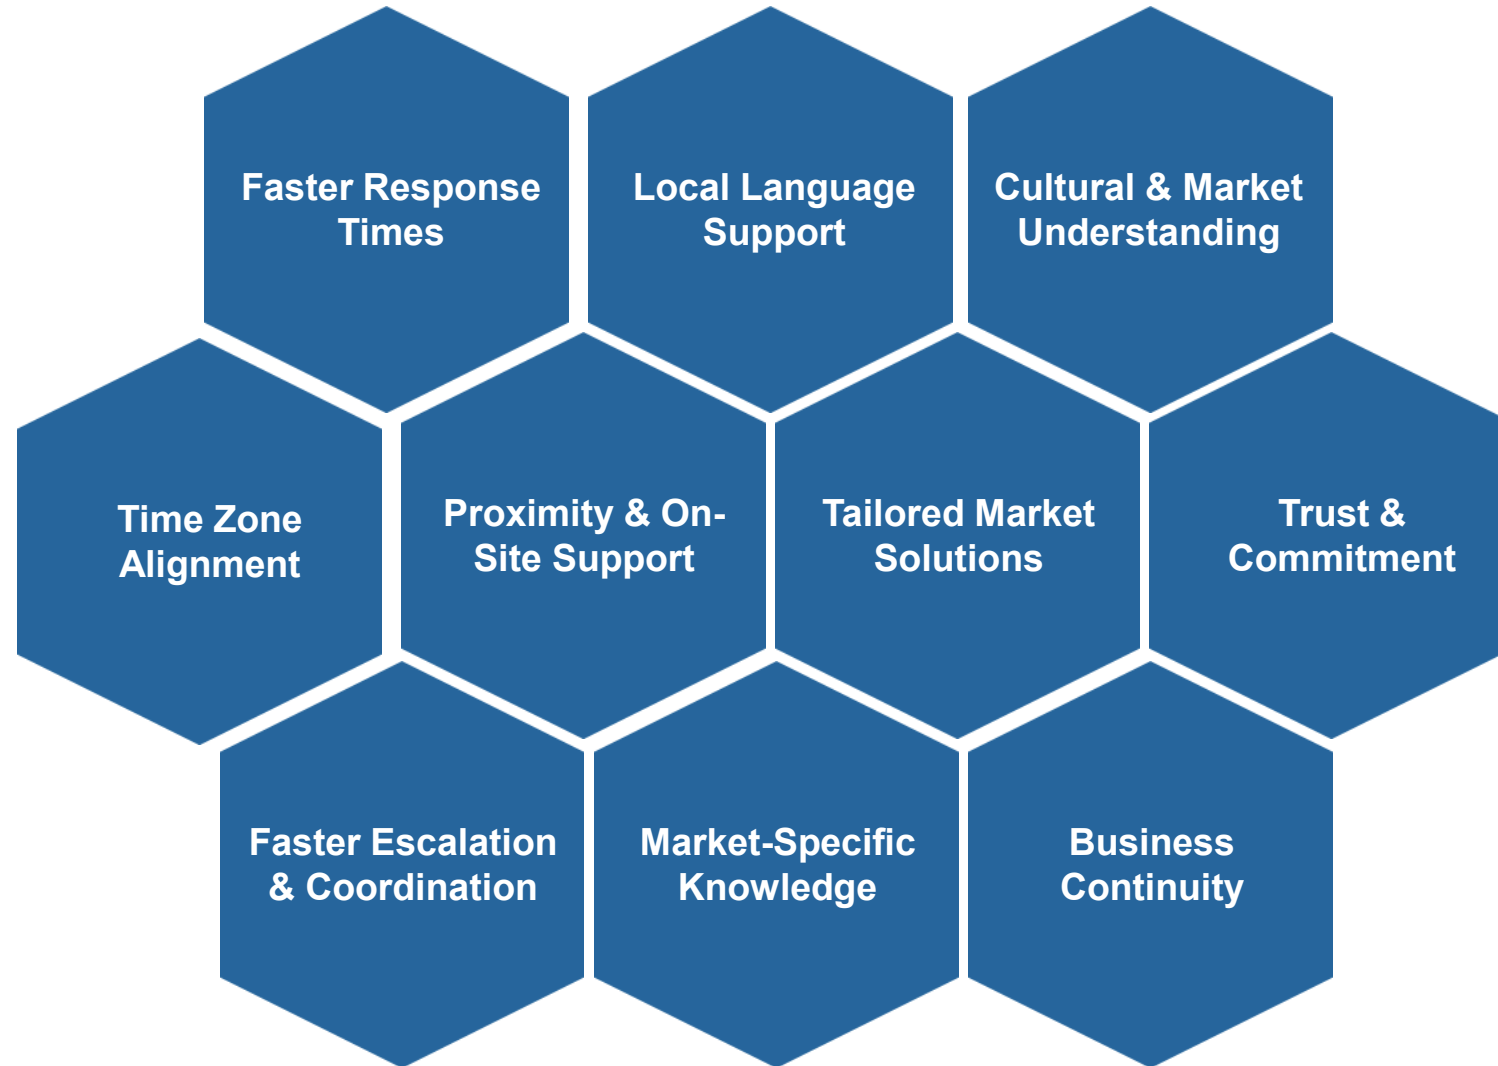 Faster Response
Times
Local Language
Support
Cultural & Market
Understanding
Time Zone
Alignment
Proximity & On-
Site Support
Tailored Market
Solutions
Trust &
Commitment
Faster Escalation
& Coordination
Market-Specific
Knowledge
Business
Continuity